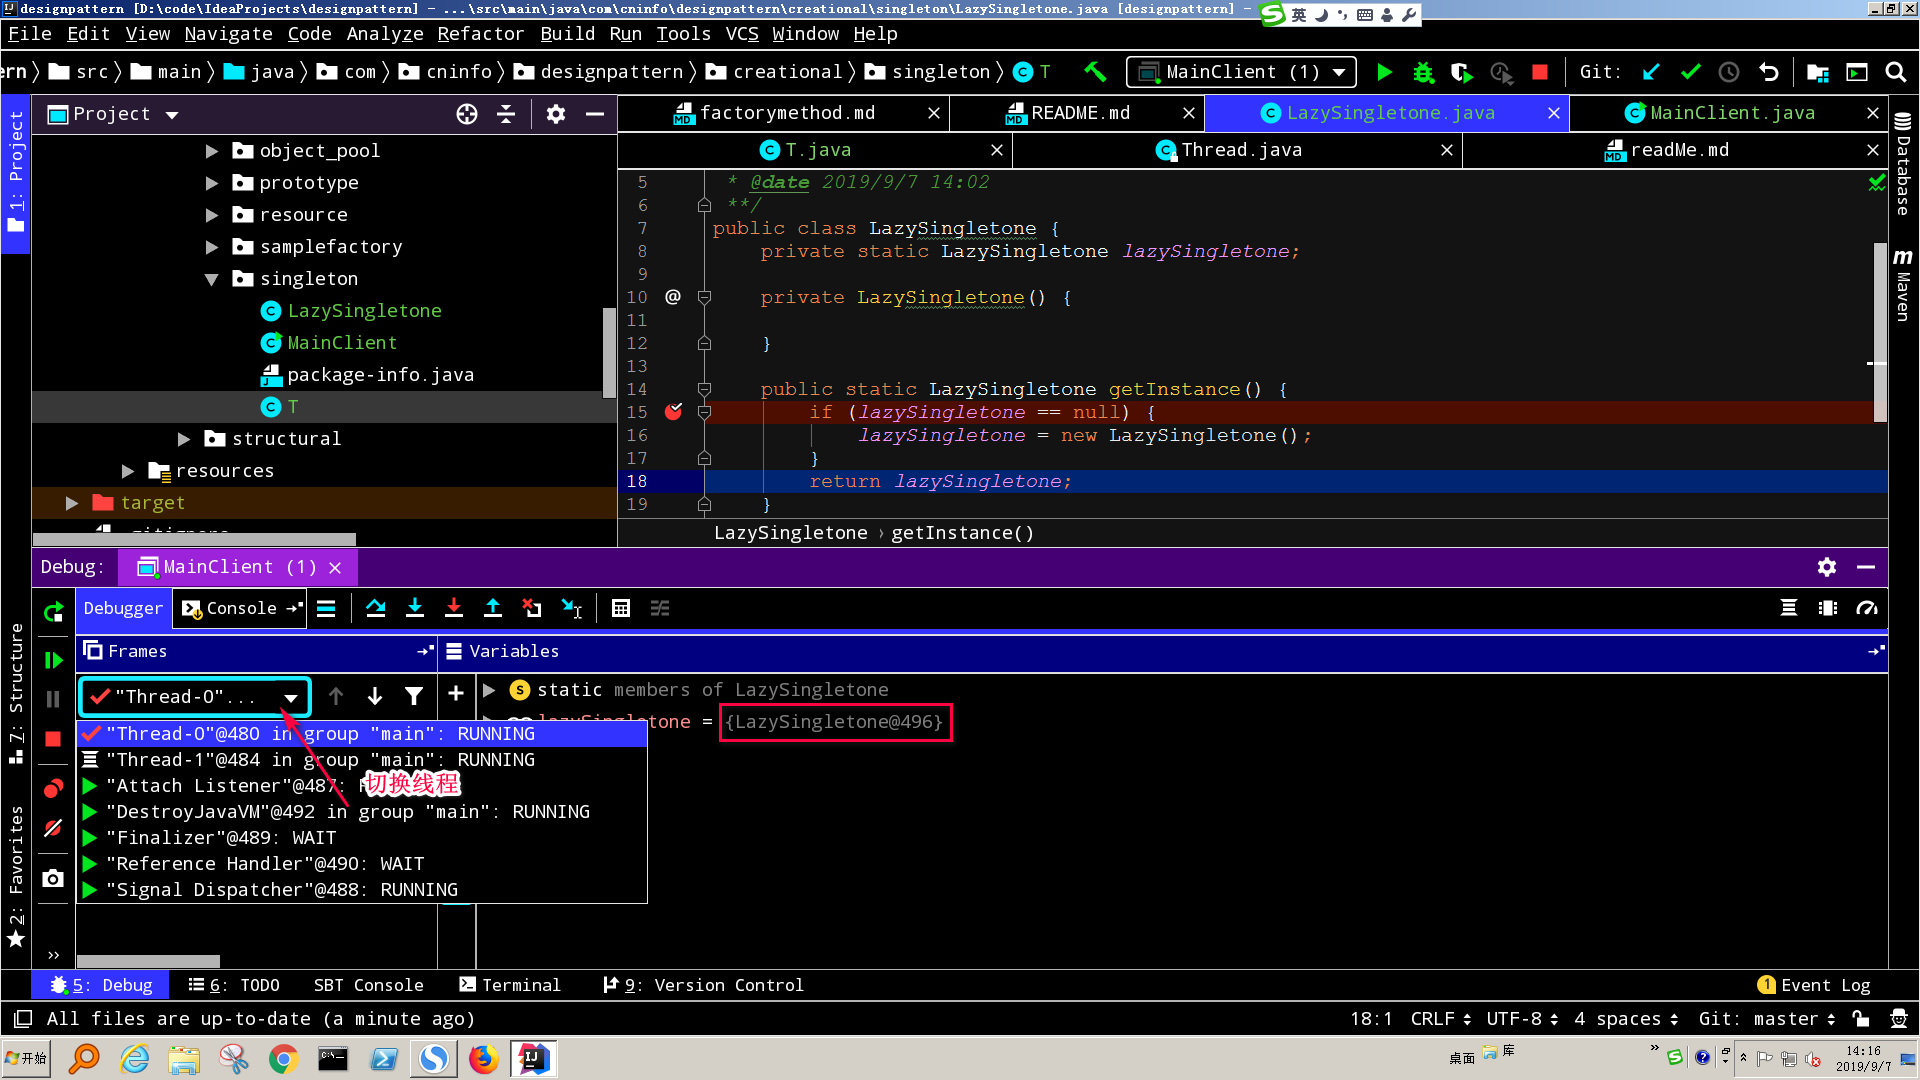 designpattern [D:\code\IdeaProjects\designpattern] - ...\src\main\java\com\cninfo\designpattern\creational\singleton\LazySingletone.java [designpattern] -
英
File Edit View Navigate Code Analyze Refactor Build Run Tools VCS Window Help
rn src main java com cninfo designpattern creational singleton T MainClient (1) Git:
Project
factorymethod.md README.md LazySingletone.java MainClient.java
T.java Thread.java readMe.md
1: Project
object_pool
prototype
resource
samplefactory
singleton
LazySingletone
MainClient
package-info.java
T
structural
resources
target
5 * @date 2019/9/7 14:02
6 **/
7 public class LazySingletone {
8 private static LazySingletone lazySingletone;
9
10 @ private LazySingletone() {
11
12 }
13
14 public static LazySingletone getInstance() {
15 if (lazySingletone == null) {
16 lazySingletone = new LazySingletone();
17 }
18 return lazySingletone;
19 }
LazySingletone › getInstance()
Database
Maven
Debug: MainClient (1)
Debugger Console
Frames Variables
"Thread-0"...
static members of LazySingletone
= {LazySingletone@496}
"Thread-0"@480 in group "main": RUNNING
"Thread-1"@484 in group "main": RUNNING
"Attach Listener"@487:
切换线程
"DestroyJavaVM"@492 in group "main": RUNNING
"Finalizer"@489: WAIT
"Reference Handler"@490: WAIT
"Signal Dispatcher"@488: RUNNING
7: Structure
2: Favorites
5: Debug 6: TODO SBT Console Terminal 9: Version Control 1 Event Log
All files are up-to-date (a minute ago) 18:1 CRLF UTF-8 4 spaces Git: master
开始 桌面 库 14:16
2019/9/7